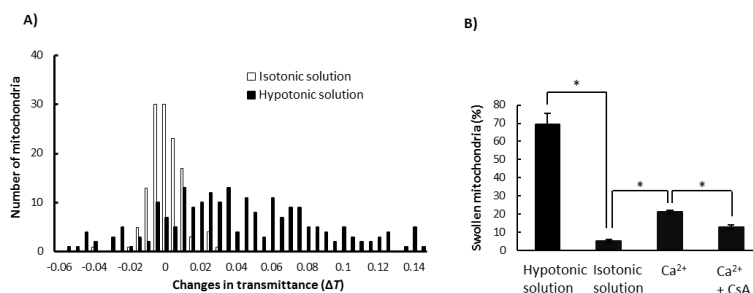 A)
40
30
20
10
0
Number of mitochondria
Isotonic solution
Hypotonic solution
-0.06 -0.04 -0.02 0 0.02 0.04 0.06 0.08 0.1 0.12 0.14
Changes in transmittance (ΔT)
B)
80
70
60
50
40
30
20
10
0
Swollen mitochondria (%)
*
* *
Hypotonic solution
Isotonic solution
Ca²⁺
Ca²⁺ + CsA